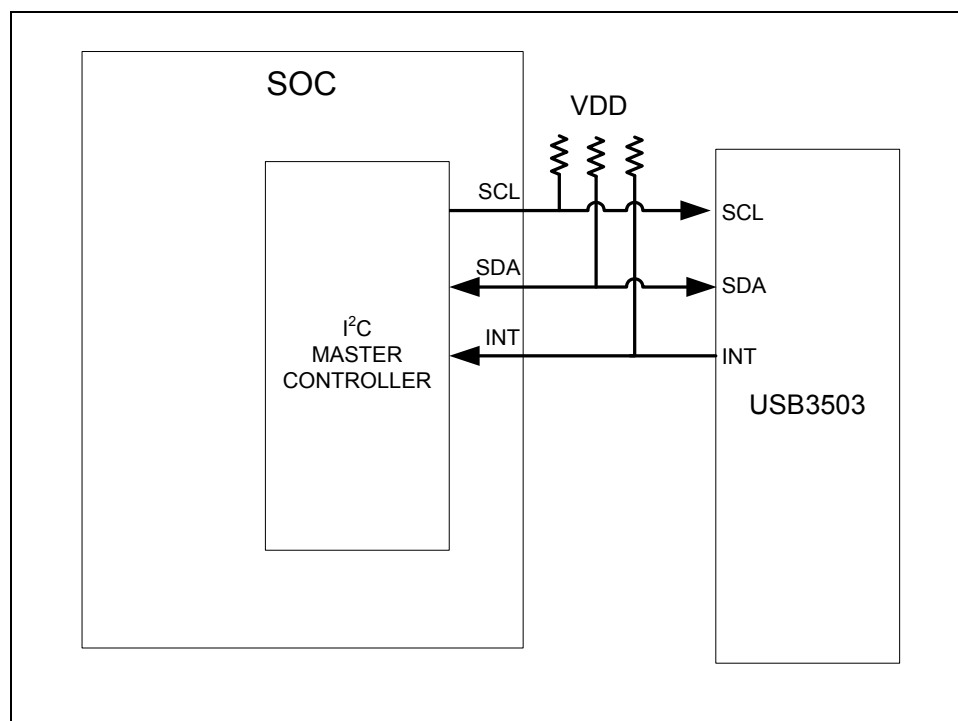 SOC
VDD
SCL
SCL
SDA
SDA
INT
INT
I²C
MASTER
CONTROLLER
USB3503